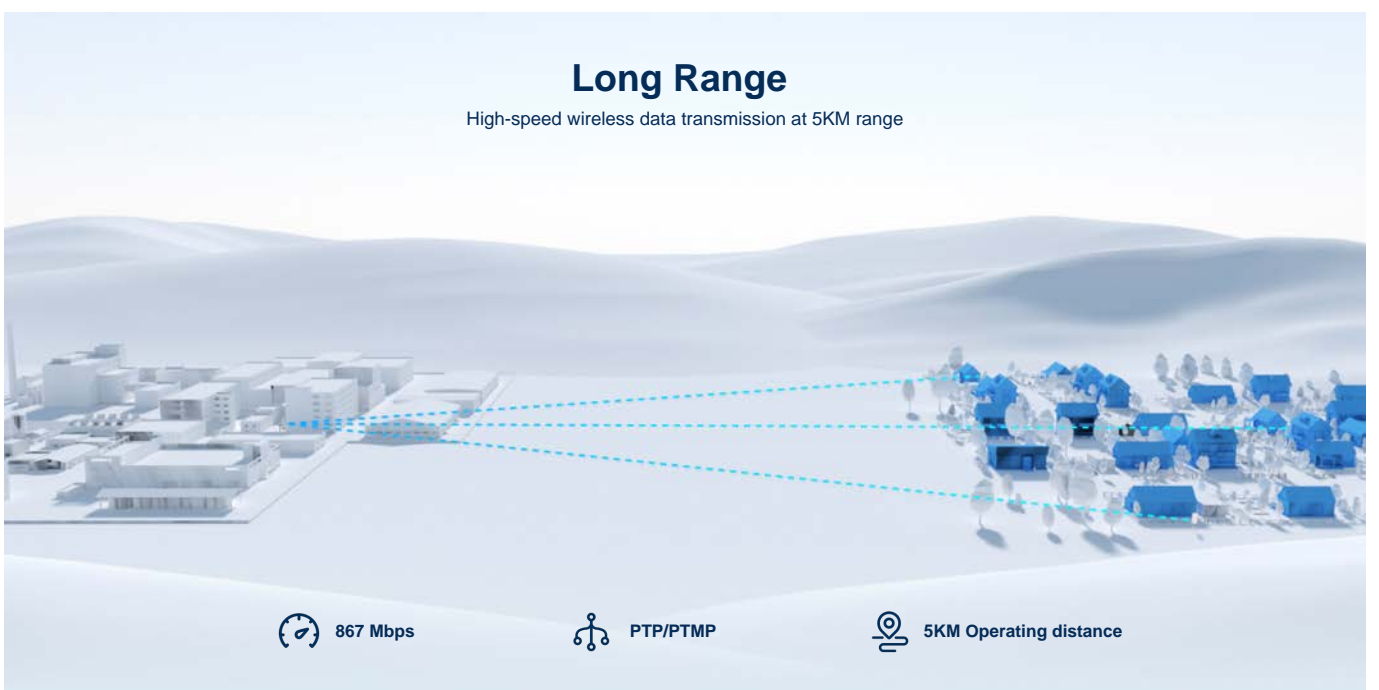 Long Range
High-speed wireless data transmission at 5KM range
867 Mbps
PTP/PTMP
5KM Operating distance